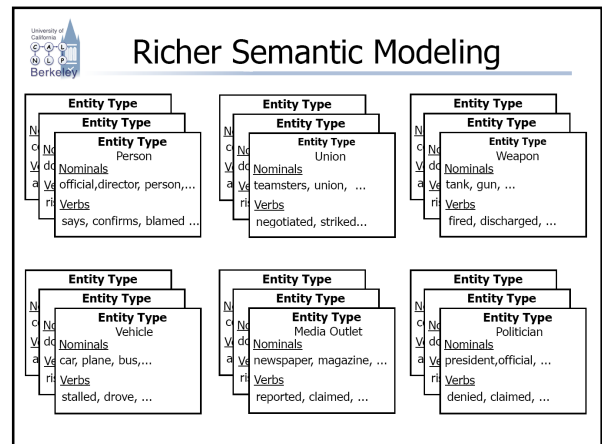 University of
California
C A L
N L P
Berkeley
Richer Semantic Modeling
Entity Type
Entity Type
Entity Type
Person
Nominals
official,director, person,...
Verbs
says, confirms, blamed ...
Entity Type
Entity Type
Entity Type
Union
Nominals
teamsters, union, ...
Verbs
negotiated, striked...
Entity Type
Entity Type
Entity Type
Weapon
Nominals
tank, gun, ...
Verbs
fired, discharged, ...
Entity Type
Entity Type
Entity Type
Vehicle
Nominals
car, plane, bus,...
Verbs
stalled, drove, ...
Entity Type
Entity Type
Entity Type
Media Outlet
Nominals
newspaper, magazine, ...
Verbs
reported, claimed, ...
Entity Type
Entity Type
Entity Type
Politician
Nominals
president,official, ...
Verbs
denied, claimed, ...